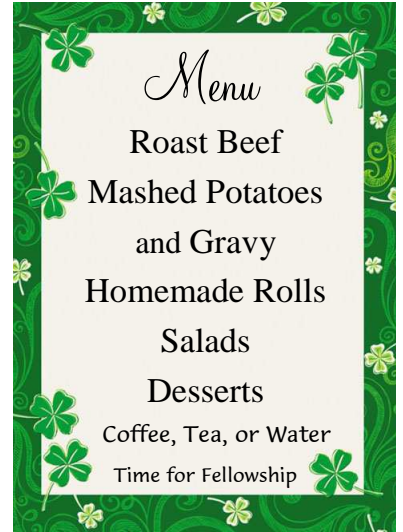 Menu
Roast Beef
Mashed Potatoes
and Gravy
Homemade Rolls
Salads
Desserts
Coffee, Tea, or Water
Time for Fellowship